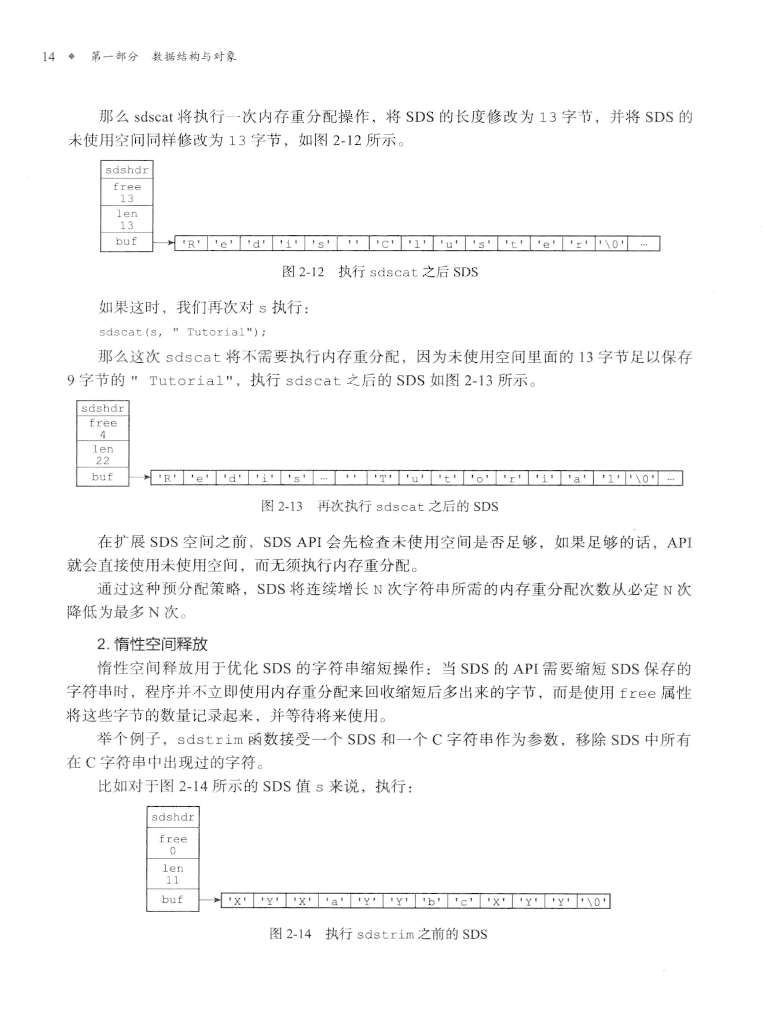 14 ◆ 第一部分 数据结构与对象
那么 sdscat 将执行一次内存重分配操作，将 SDS 的长度修改为 13 字节，并将 SDS 的
未使用空间同样修改为 13 字节，如图 2-12 所示。
sdshdr
free
13
len
13
buf
'R' 'e' 'd' 'i' 's' ' ' 'C' 'l' 'u' 's' 't' 'e' 'r' '\0' …
图 2-12 执行 sdscat 之后 SDS
如果这时，我们再次对 s 执行：
sdscat(s, " Tutorial");
那么这次 sdscat 将不需要执行内存重分配，因为未使用空间里面的 13 字节足以保存
9 字节的 " Tutorial"，执行 sdscat 之后的 SDS 如图 2-13 所示。
sdshdr
free
4
len
22
buf
'R' 'e' 'd' 'i' 's' … ' ' 'T' 'u' 't' 'o' 'r' 'i' 'a' 'l' '\0' …
图 2-13 再次执行 sdscat 之后的 SDS
在扩展 SDS 空间之前，SDS API 会先检查未使用空间是否足够，如果足够的话，API
就会直接使用未使用空间，而无须执行内存重分配。
通过这种预分配策略，SDS 将连续增长 N 次字符串所需的内存重分配次数从必定 N 次
降低为最多 N 次。
2. 惰性空间释放
惰性空间释放用于优化 SDS 的字符串缩短操作：当 SDS 的 API 需要缩短 SDS 保存的
字符串时，程序并不立即使用内存重分配来回收缩短后多出来的字节，而是使用 free 属性
将这些字节的数量记录起来，并等待将来使用。
举个例子，sdstrim 函数接受一个 SDS 和一个 C 字符串作为参数，移除 SDS 中所有
在 C 字符串中出现过的字符。
比如对于图 2-14 所示的 SDS 值 s 来说，执行：
sdshdr
free
0
len
11
buf
'X' 'Y' 'X' 'a' 'Y' 'Y' 'b' 'c' 'X' 'Y' 'Y' '\0'
图 2-14 执行 sdstrim 之前的 SDS